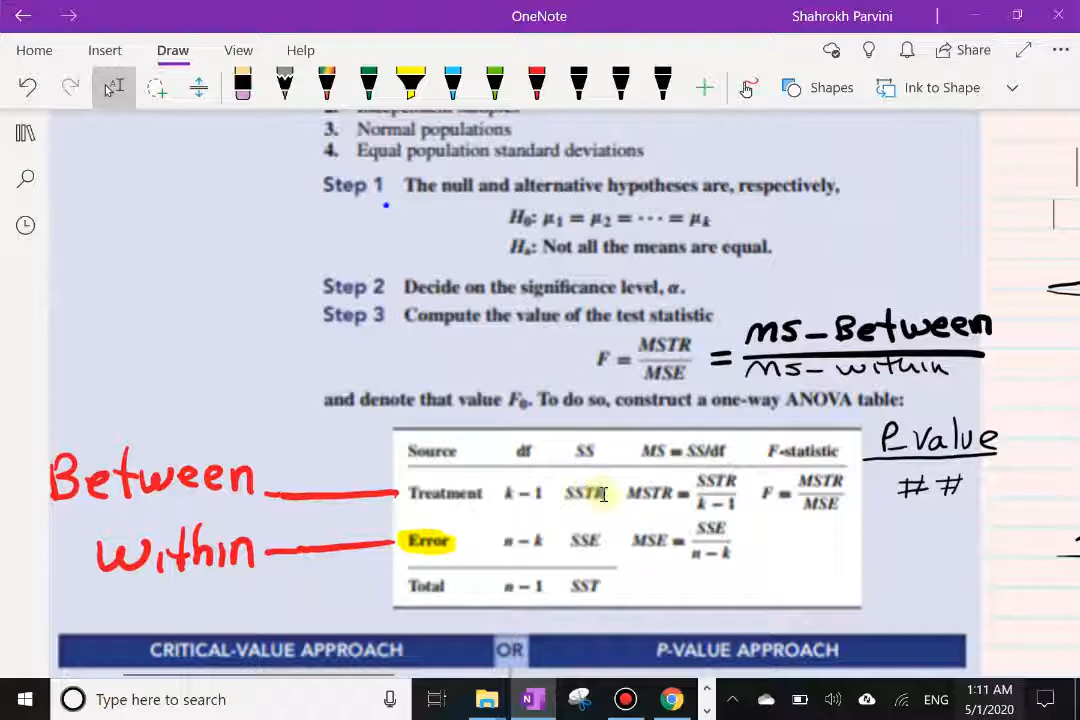 OneNote
Shahrokh Parvini
Home Insert Draw View Help
Share
Shapes
Ink to Shape
3. Normal populations
4. Equal population standard deviations
Step 1 The null and alternative hypotheses are, respectively,
H₀: μ₁ = μ₂ = ··· = μₖ
Hₐ: Not all the means are equal.
Step 2 Decide on the significance level, α.
Step 3 Compute the value of the test statistic
F = MSTR / MSE = MS-Between / MS-within
and denote that value F₀. To do so, construct a one-way ANOVA table:
Source df SS MS = SS/df F-statistic P value
Between Treatment k − 1 SSTR MSTR = SSTR / k − 1 F = MSTR / MSE ##
within Error n − k SSE MSE = SSE / n − k
Total n − 1 SST
CRITICAL-VALUE APPROACH OR P-VALUE APPROACH
Type here to search
ENG
1:11 AM
5/1/2020